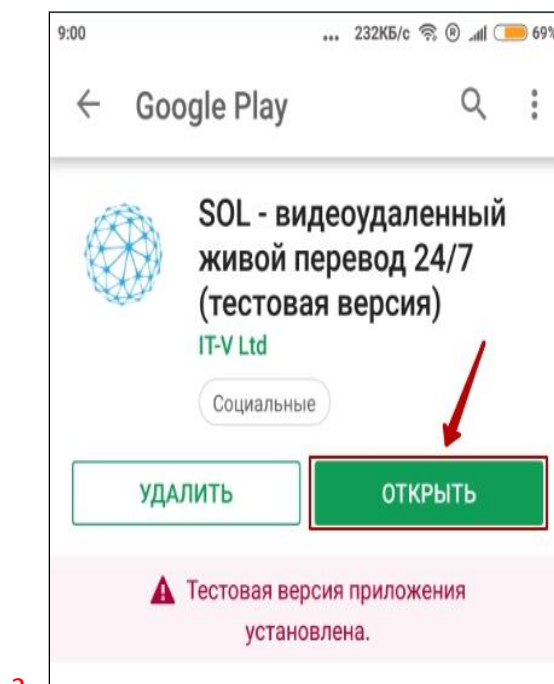 9:00 ... 232КБ/с ® 69%
Google Play
SOL - видеоудаленный
живой перевод 24/7
(тестовая версия)
IT-V Ltd
Социальные
УДАЛИТЬ
ОТКРЫТЬ
Тестовая версия приложения
установлена.